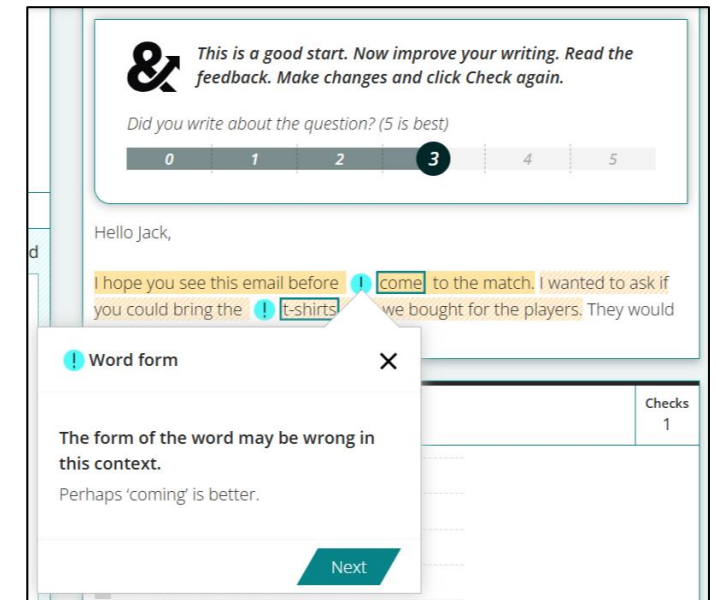 This is a good start. Now improve your writing. Read the
feedback. Make changes and click Check again.
Did you write about the question? (5 is best)
0 1 2 3 4 5
Hello Jack,
d
I hope you see this email before ! come to the match. I wanted to ask if
you could bring the ! t-shirts we bought for the players. They would
! Word form ×
Checks
1
The form of the word may be wrong in
this context.
Perhaps ‘coming’ is better.
Next